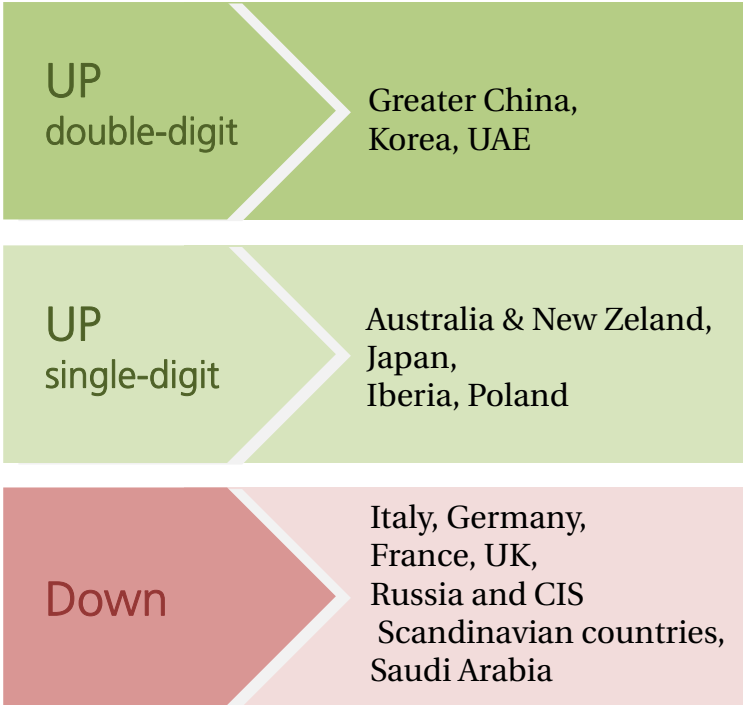 UP
double-digit
Greater China,
Korea, UAE
UP
single-digit
Australia & New Zeland,
Japan,
Iberia, Poland
Down
Italy, Germany,
France, UK,
Russia and CIS
Scandinavian countries,
Saudi Arabia